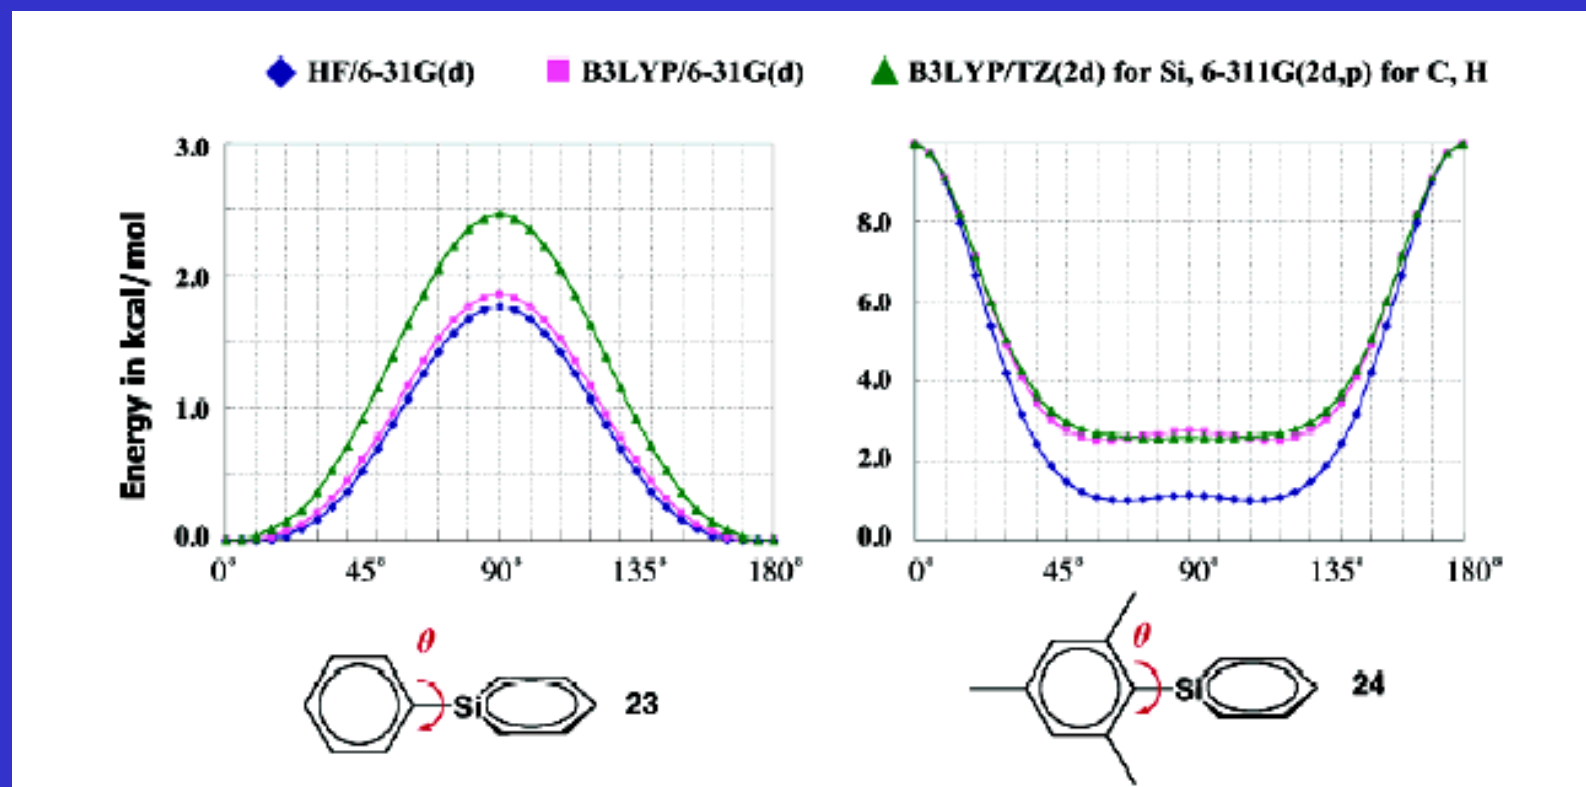 HF/6-31G(d) B3LYP/6-31G(d) B3LYP/TZ(2d) for Si, 6-311G(2d,p) for C, H
Energy in kcal/mol
3.0
2.0
1.0
0.0
0° 45° 90° 135° 180°
8.0
6.0
4.0
2.0
0.0
0° 45° 90° 135° 180°
θ
Si
23
θ
Si
24